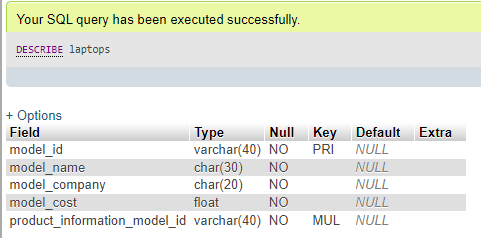 Your SQL query has been executed successfully.
DESCRIBE laptops
+ Options
Field Type Null Key Default Extra
model_id varchar(40) NO PRI NULL
model_name char(30) NO NULL
model_company char(20) NO NULL
model_cost float NO NULL
product_information_model_id varchar(40) NO MUL NULL